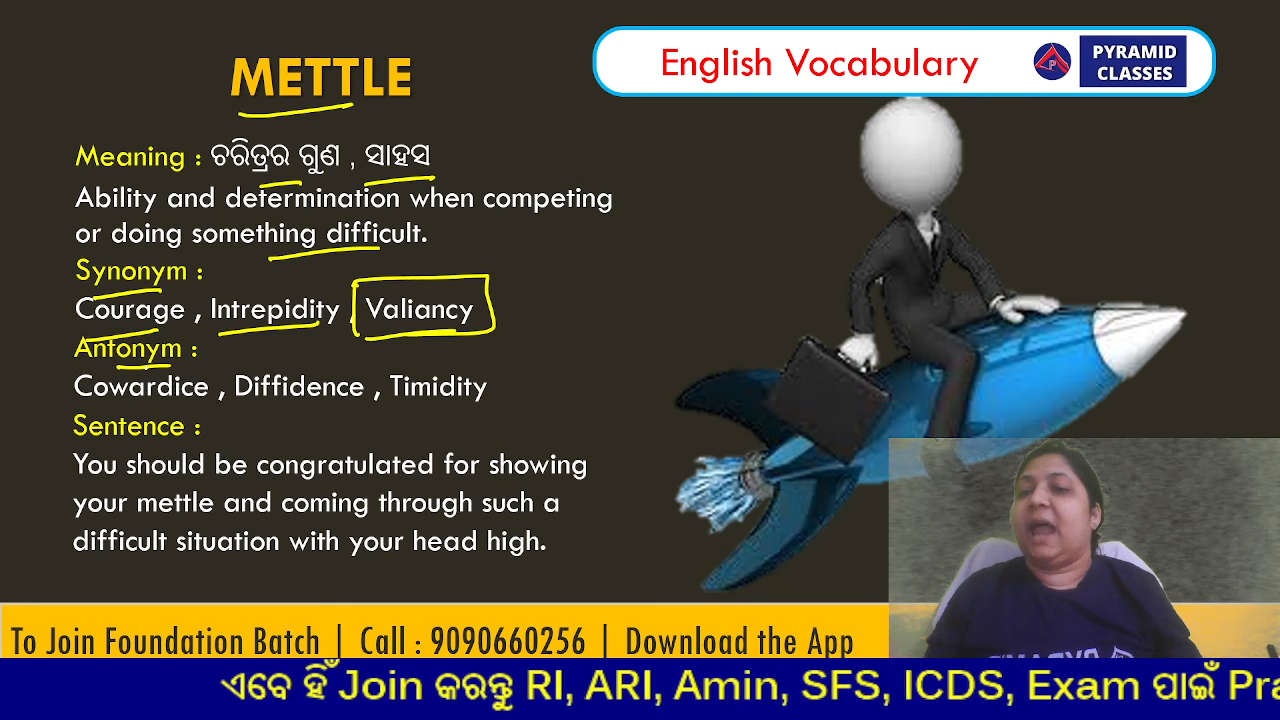 METTLE
English Vocabulary
PYRAMID
CLASSES
Meaning : ଚରିତ୍ରର ଗୁଣ , ସାହସ
Ability and determination when competing
or doing something difficult.
Synonym :
Courage , Intrepidity , Valiancy
Antonym :
Cowardice , Diffidence , Timidity
Sentence :
You should be congratulated for showing
your mettle and coming through such a
difficult situation with your head high.
To Join Foundation Batch | Call : 9090660256 | Download the App
ଏବେ ହିଁ Join କରନ୍ତୁ RI, ARI, Amin, SFS, ICDS, Exam ପାଇଁ